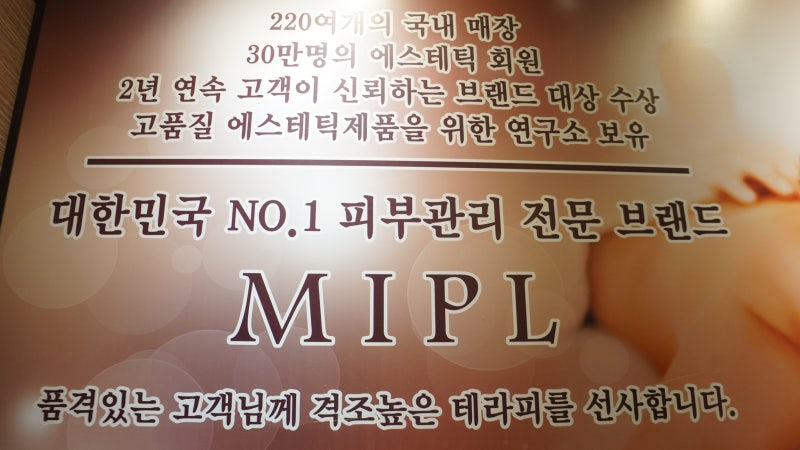 220여개의 국내 매장
30만명의 에스테틱 회원
2년 연속 고객이 신뢰하는 브랜드 대상 수상
고품질 에스테틱제품을 위한 연구소 보유
대한민국 NO.1 피부관리 전문 브랜드
MIPL
품격있는 고객님께 격조높은 테라피를 선사합니다.